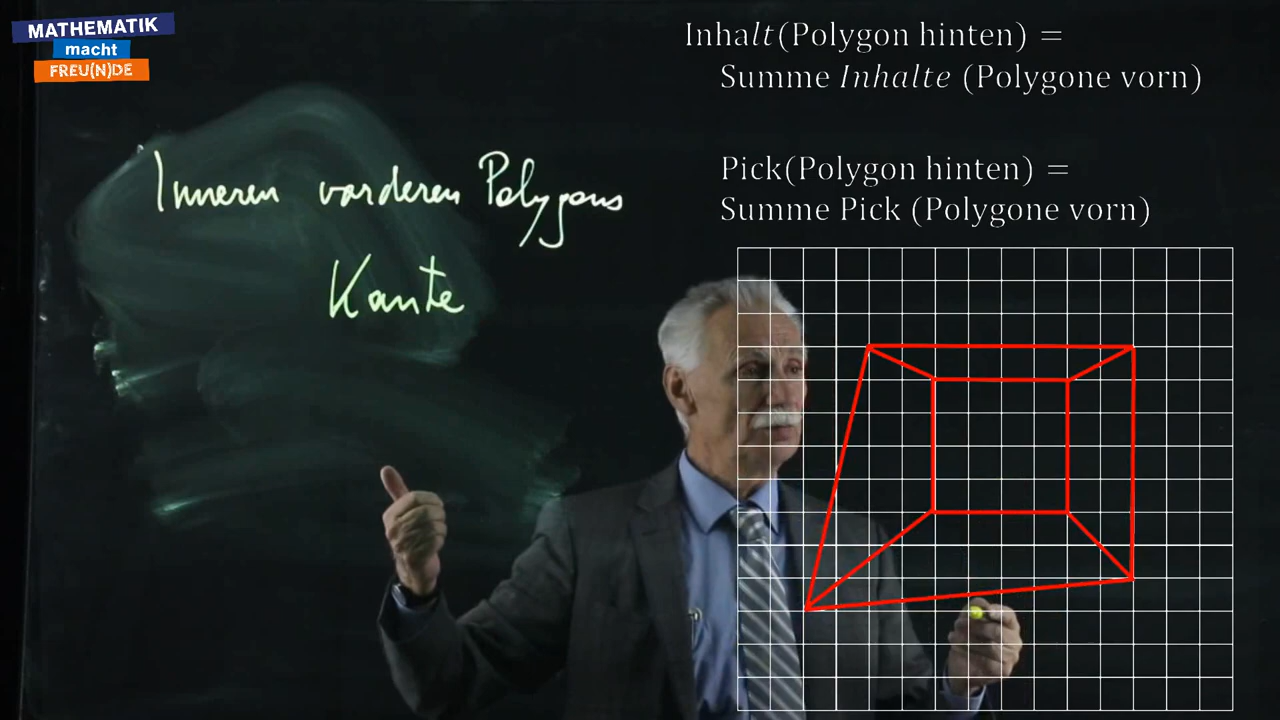 MATHEMATIK
macht
FREU(N)DE
Inhalt(Polygon hinten) =
Summe Inhalte (Polygone vorn)
Inneren vorderen Polygons
Kante
Pick(Polygon hinten) =
Summe Pick (Polygone vorn)